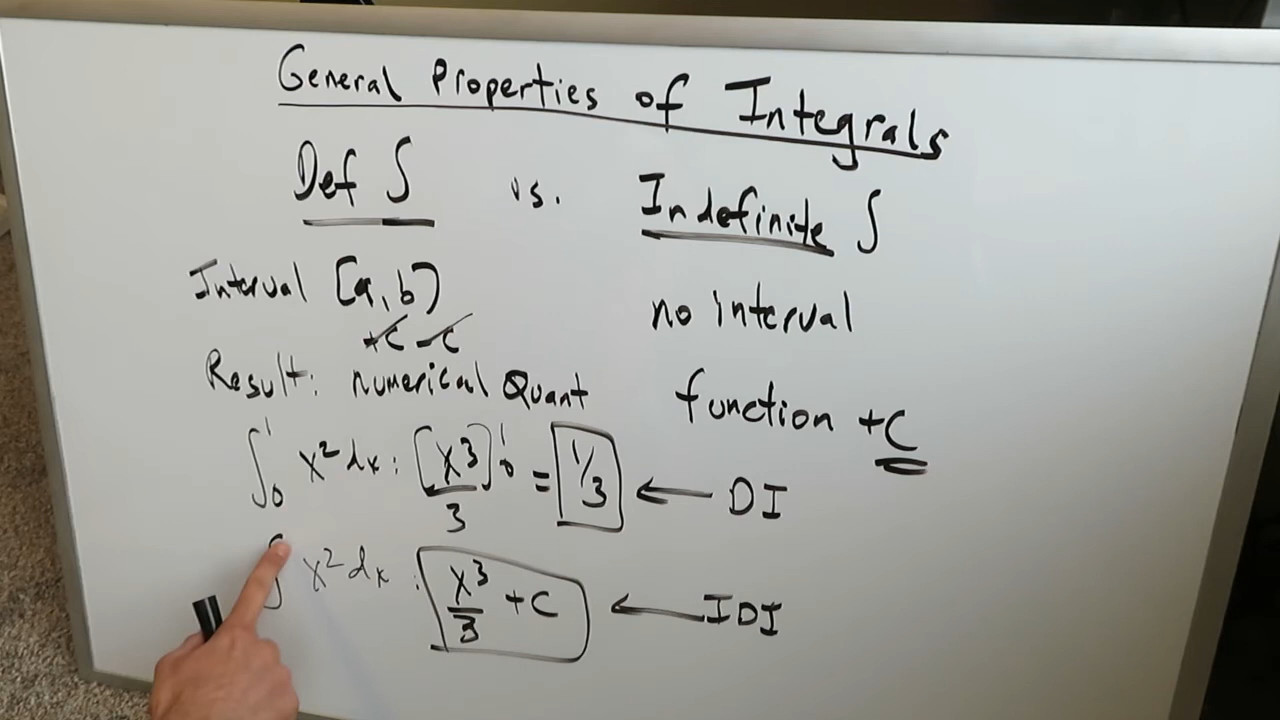 General Properties of Integrals
Def ∫ vs. Indefinite ∫
Interval [a,b) no interval
+C -C
Result: numerical Quant function +C
∫₀¹ x² dx : [x³/3]₀¹ = 1/3 ← DI
∫ x² dx : x³/3 + C ← IDI